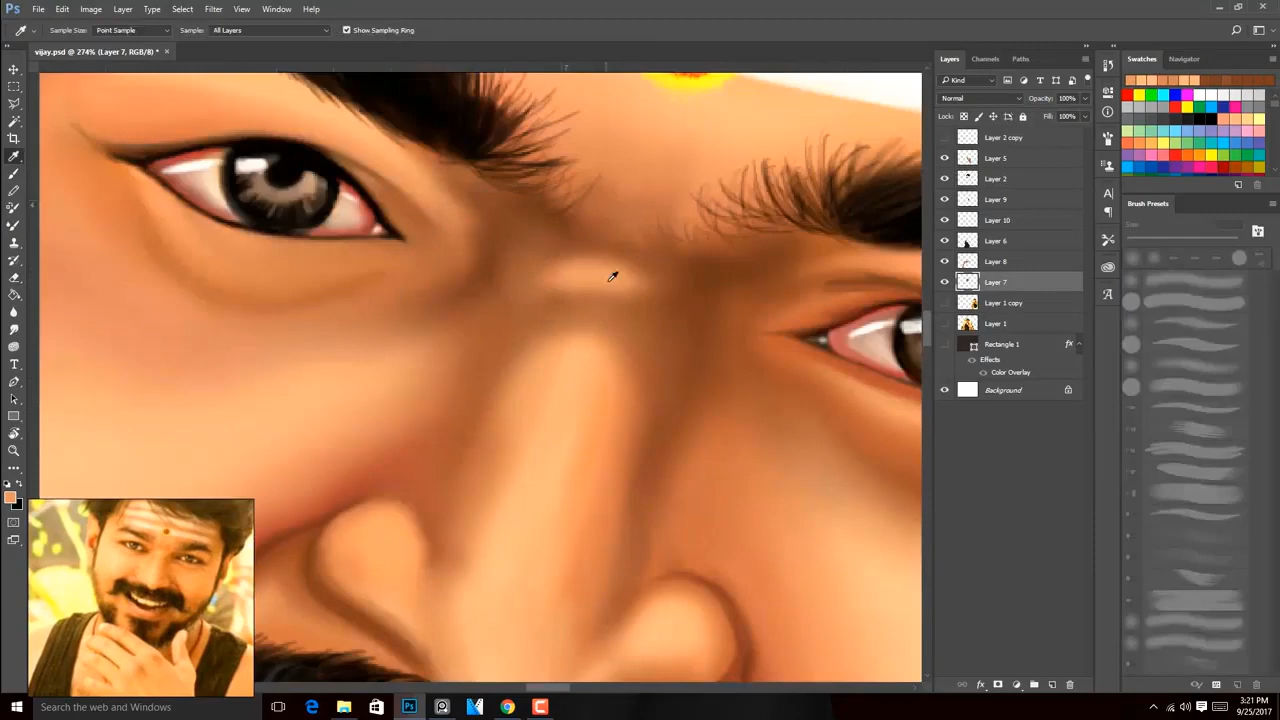 Ps File Edit Image Layer Type Select Filter View Window Help
Sample Size: Point Sample Sample: All Layers Show Sampling Ring
vijay.psd @ 274% (Layer 7, RGB/8) * ×
7
4
Layers Channels Paths
Kind
Normal Opacity: 100%
Lock: Fill: 100%
Layer 2 copy
Layer 5
Layer 2
Layer 9
Layer 10
Layer 6
Layer 8
Layer 7
Layer 1 copy
Layer 1
Rectangle 1 fx
Effects
Color Overlay
Background
Swatches Navigator
Brush Presets
Search the web and Windows
3:21 PM
9/25/2017